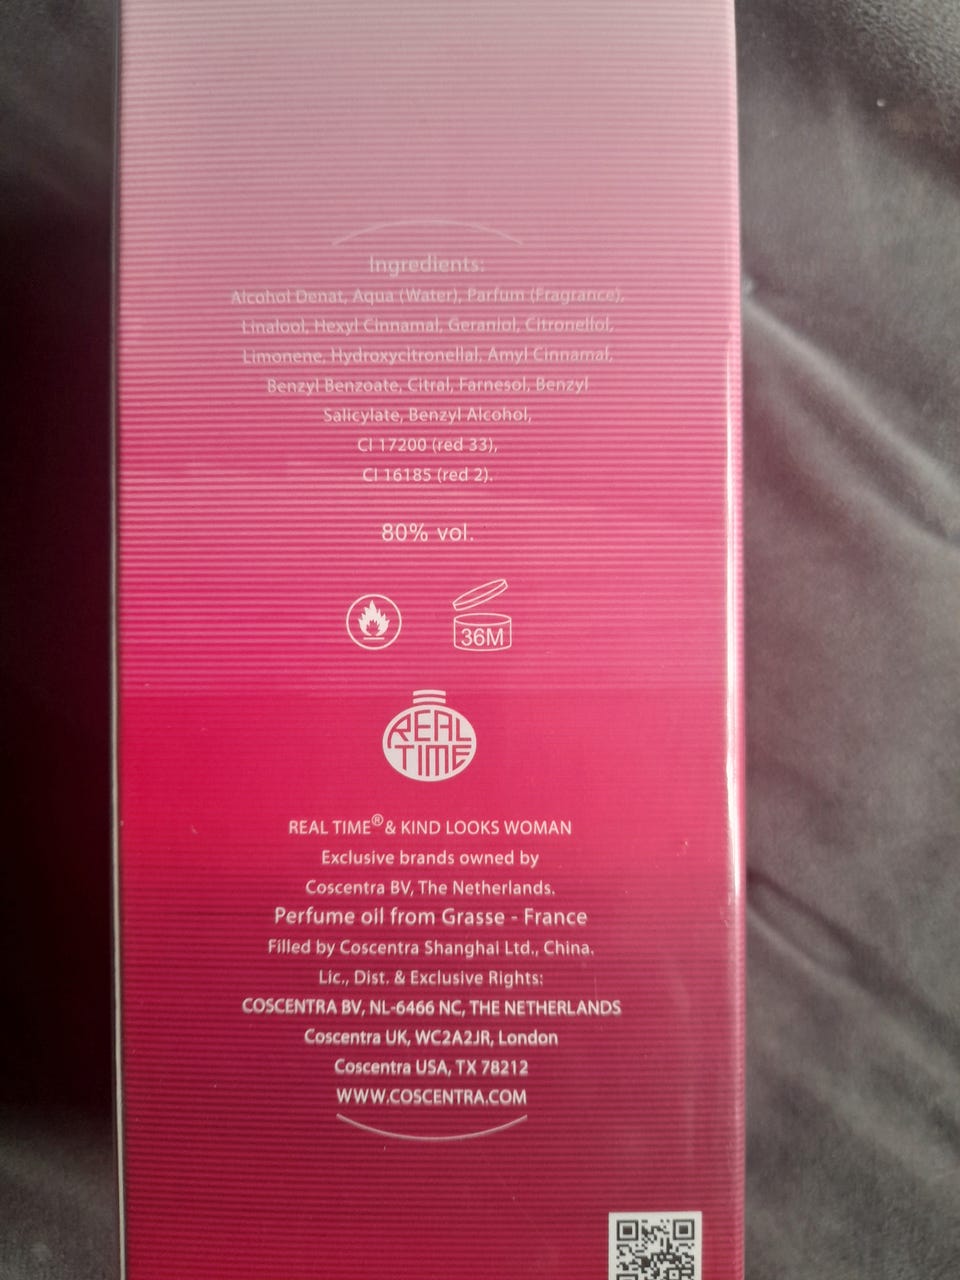 Ingredients:
Alcohol Denat, Aqua (Water), Parfum (Fragrance),
Linalool, Hexyl Cinnamal, Geraniol, Citronellol,
Limonene, Hydroxycitronellal, Amyl Cinnamal,
Benzyl Benzoate, Citral, Farnesol, Benzyl
Salicylate, Benzyl Alcohol,
CI 17200 (red 33),
CI 16185 (red 2).
80% vol.
36M
REAL
TIME
REAL TIME® & KIND LOOKS WOMAN
Exclusive brands owned by
Coscentra BV, The Netherlands.
Perfume oil from Grasse - France
Filled by Coscentra Shanghai Ltd., China.
Lic., Dist. & Exclusive Rights:
COSCENTRA BV, NL-6466 NC, THE NETHERLANDS
Coscentra UK, WC2A2JR, London
Coscentra USA, TX 78212
WWW.COSCENTRA.COM